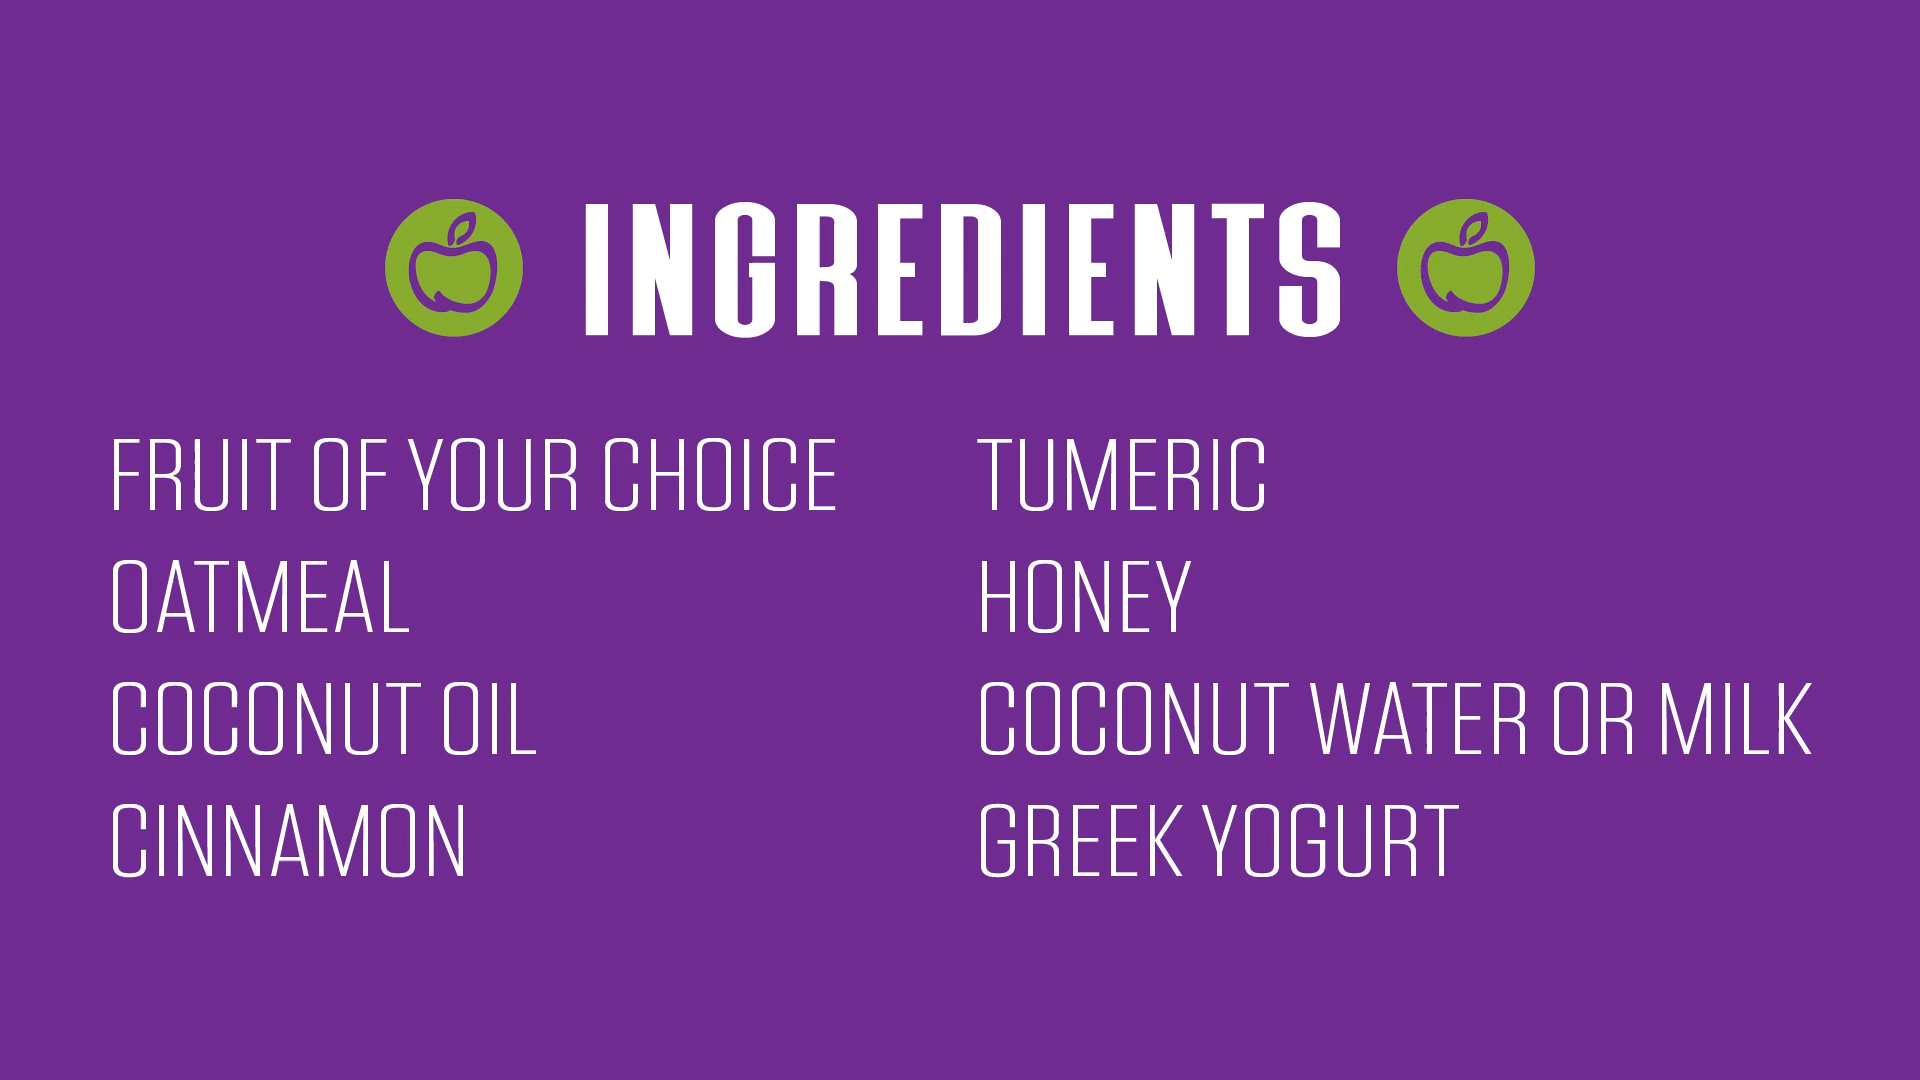 INGREDIENTS
FRUIT OF YOUR CHOICE
OATMEAL
COCONUT OIL
CINNAMON
TUMERIC
HONEY
COCONUT WATER OR MILK
GREEK YOGURT